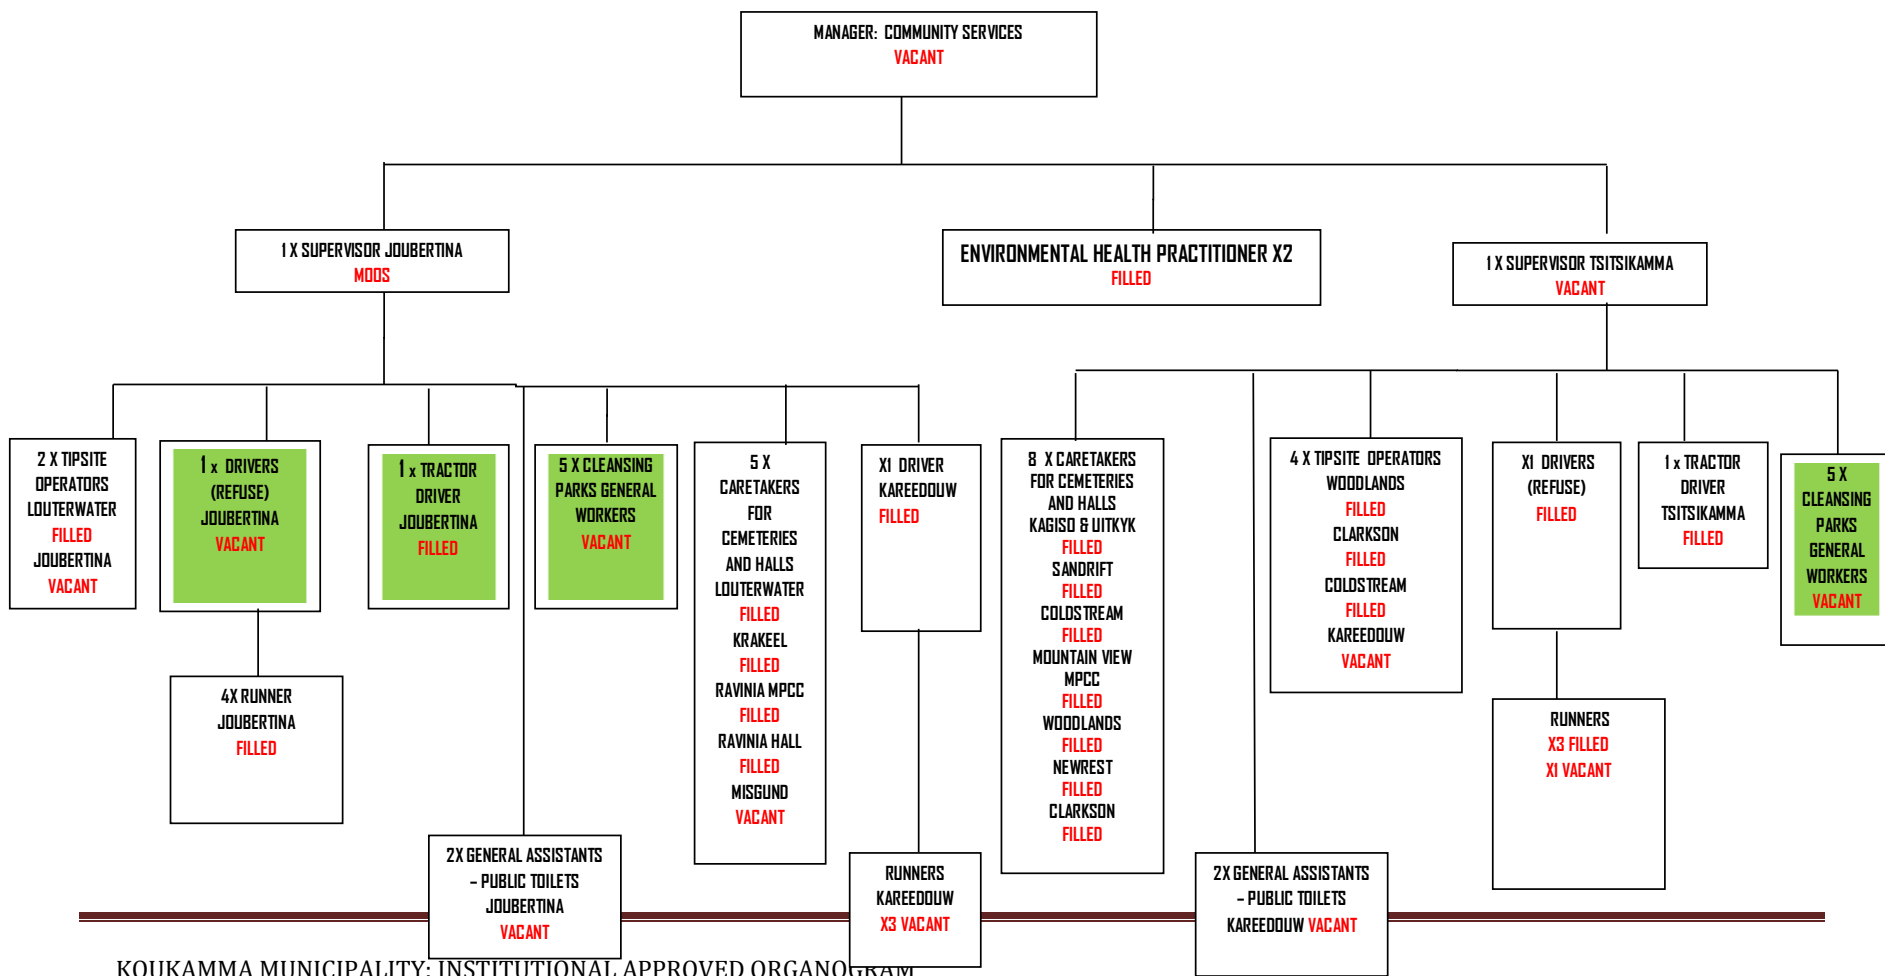 MANAGER: COMMUNITY SERVICES
VACANT
1 X SUPERVISOR JOUBERTINA
MOOS
ENVIRONMENTAL HEALTH PRACTITIONER X2
FILLED
1 X SUPERVISOR TSITSIKAMMA
VACANT
2 X TIPSITE
OPERATORS
LOUTERWATER
FILLED
JOUBERTINA
VACANT
1 x DRIVERS
(REFUSE)
JOUBERTINA
VACANT
1 x TRACTOR
DRIVER
JOUBERTINA
FILLED
5 X CLEANSING
PARKS GENERAL
WORKERS
VACANT
5 X
CARETAKERS
FOR
CEMETERIES
AND HALLS
LOUTERWATER
FILLED
KRAKEEL
FILLED
RAVINIA MPCC
FILLED
RAVINIA HALL
FILLED
MISGUND
VACANT
X1 DRIVER
KAREEDOUW
FILLED
8 X CARETAKERS
FOR CEMETERIES
AND HALLS
KAGISO & UITKYK
FILLED
SANDRIFT
FILLED
COLDSTREAM
FILLED
MOUNTAIN VIEW
MPCC
FILLED
WOODLANDS
FILLED
NEWREST
FILLED
CLARKSON
FILLED
4 X TIPSITE OPERATORS
WOODLANDS
FILLED
CLARKSON
FILLED
COLDSTREAM
FILLED
KAREEDOUW
VACANT
X1 DRIVERS
(REFUSE)
FILLED
1 x TRACTOR
DRIVER
TSITSIKAMMA
FILLED
5 X
CLEANSING
PARKS
GENERAL
WORKERS
VACANT
4X RUNNER
JOUBERTINA
FILLED
RUNNERS
X3 FILLED
X1 VACANT
2X GENERAL ASSISTANTS
– PUBLIC TOILETS
JOUBERTINA
VACANT
RUNNERS
KAREEDOUW
X3 VACANT
2X GENERAL ASSISTANTS
– PUBLIC TOILETS
KAREEDOUW VACANT
KOUKAMMA MUNICIPALITY: INSTITUTIONAL APPROVED ORGANOGRAM